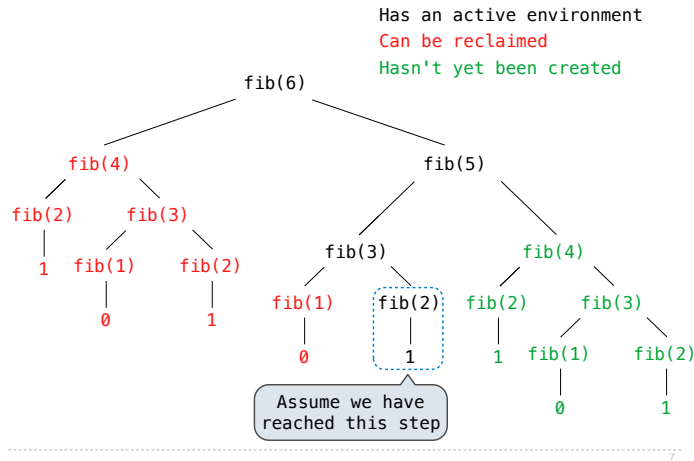 Has an active environment
Can be reclaimed
Hasn't yet been created
fib(6)
fib(4)
fib(5)
fib(2)
fib(3)
fib(3)
fib(4)
1
fib(1)
fib(2)
fib(1)
fib(2)
fib(2)
fib(3)
0
1
0
1
1
fib(1)
fib(2)
Assume we have
reached this step
0
1
7